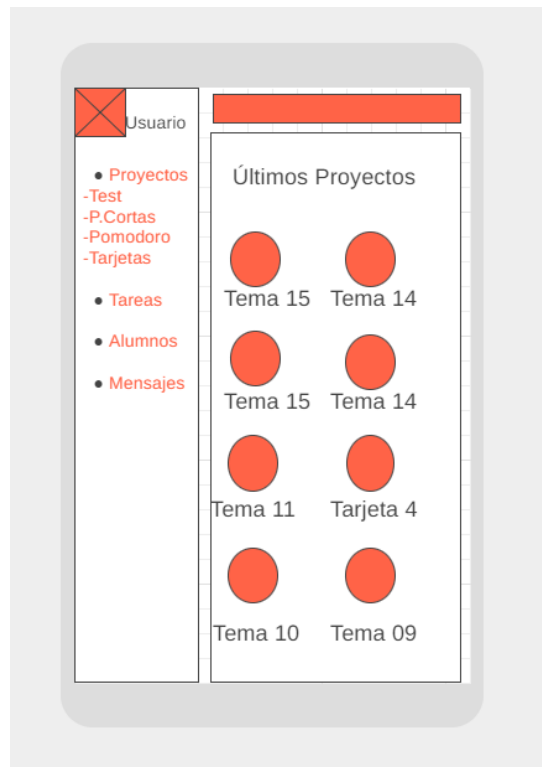 Usuario
● Proyectos
-Test
-P.Cortas
-Pomodoro
-Tarjetas
● Tareas
● Alumnos
● Mensajes
Últimos Proyectos
Tema 15 Tema 14
Tema 15 Tema 14
Tema 11 Tarjeta 4
Tema 10 Tema 09